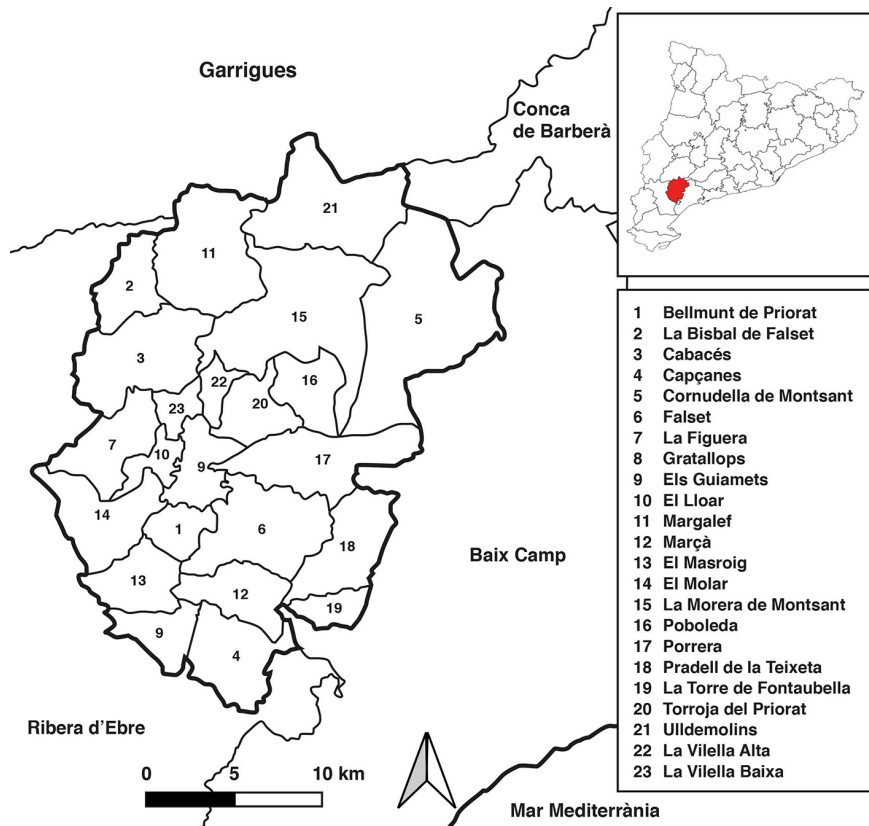 Garrigues
Conca
de Barberà
21
11
2
15
5
3
22
16
20
23
7
10
9
17
14
1
6
18
13
12
19
9
4
Baix Camp
Ribera d'Ebre
0 5 10 km
Mar Mediterrània
1 Bellmunt de Priorat
2 La Bisbal de Falset
3 Cabacés
4 Capçanes
5 Cornudella de Montsant
6 Falset
7 La Figuera
8 Gratallops
9 Els Guiamets
10 El Lloar
11 Margalef
12 Marçà
13 El Masroig
14 El Molar
15 La Morera de Montsant
16 Poboleda
17 Porrera
18 Pradell de la Teixeta
19 La Torre de Fontaubella
20 Torroja del Priorat
21 Ulldemolins
22 La Vilella Alta
23 La Vilella Baixa